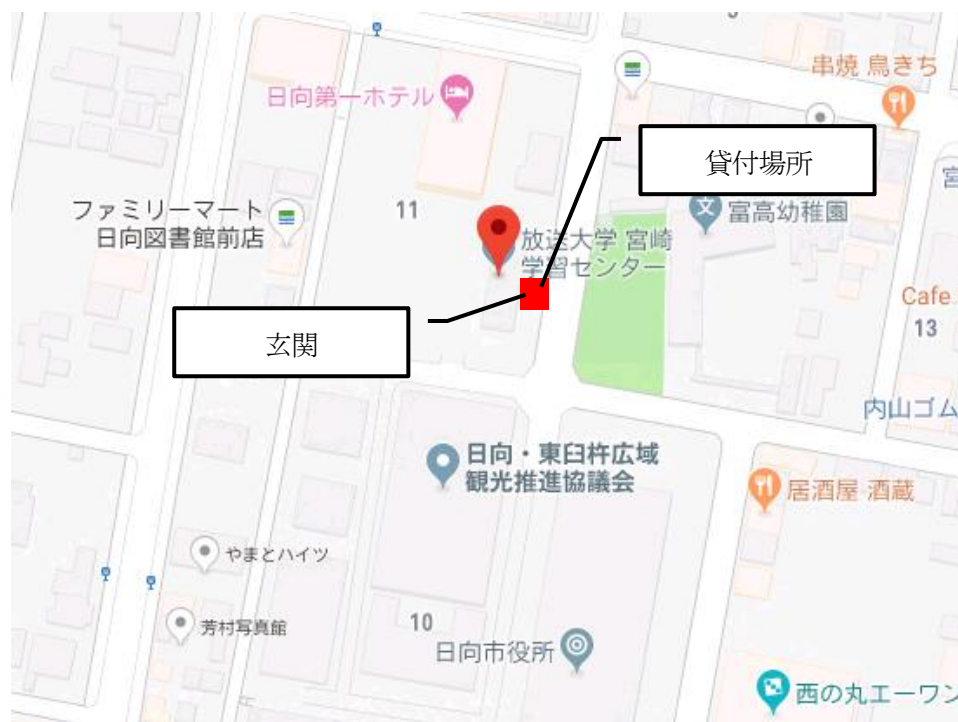 串焼 鳥きち
日向第一ホテル
貸付場所
ファミリーマート
日向図書館前店
11
放送大学 宮崎
学習センター
富高幼稚園
宮
Cafe
13
玄関
内山ゴム
日向・東臼杵広域
観光推進協議会
居酒屋 酒蔵
やまとハイツ
芳村写真館
10
日向市役所
西の丸エーワン